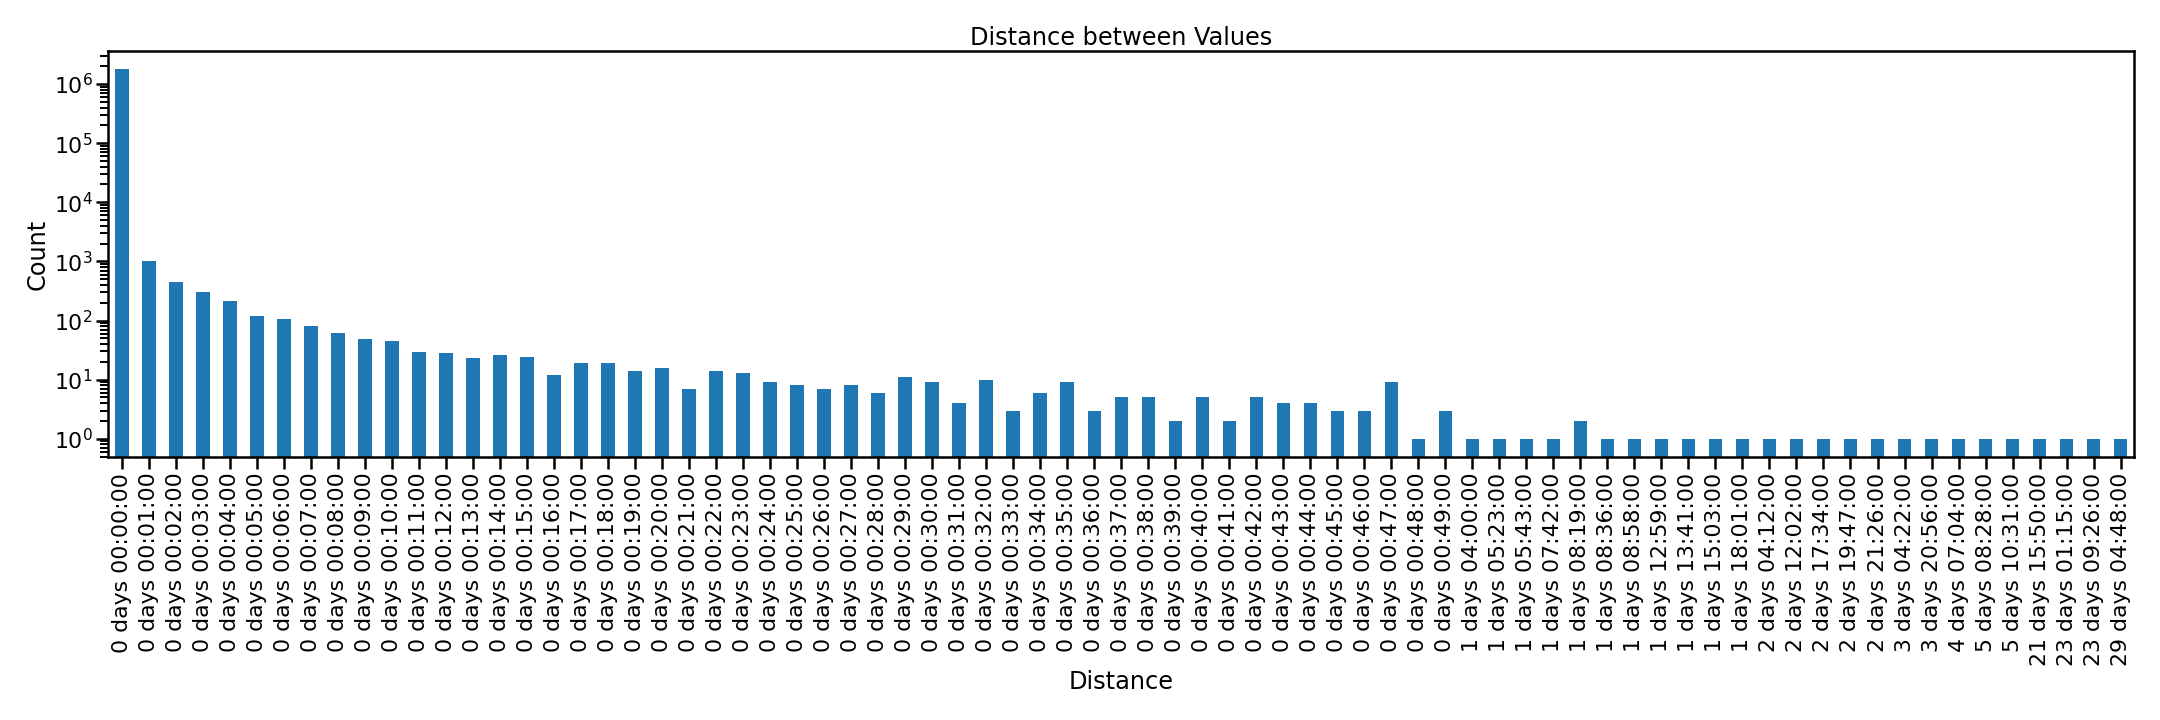 Distance between Values
Count
10^6
10^5
10^4
10^3
10^2
10^1
10^0
0 days 00:00:00
0 days 00:01:00
0 days 00:02:00
0 days 00:03:00
0 days 00:04:00
0 days 00:05:00
0 days 00:06:00
0 days 00:07:00
0 days 00:08:00
0 days 00:09:00
0 days 00:10:00
0 days 00:11:00
0 days 00:12:00
0 days 00:13:00
0 days 00:14:00
0 days 00:15:00
0 days 00:16:00
0 days 00:17:00
0 days 00:18:00
0 days 00:19:00
0 days 00:20:00
0 days 00:21:00
0 days 00:22:00
0 days 00:23:00
0 days 00:24:00
0 days 00:25:00
0 days 00:26:00
0 days 00:27:00
0 days 00:28:00
0 days 00:29:00
0 days 00:30:00
0 days 00:31:00
0 days 00:32:00
0 days 00:33:00
0 days 00:34:00
0 days 00:35:00
0 days 00:36:00
0 days 00:37:00
0 days 00:38:00
0 days 00:39:00
0 days 00:40:00
0 days 00:41:00
0 days 00:42:00
0 days 00:43:00
0 days 00:44:00
0 days 00:45:00
0 days 00:46:00
0 days 00:47:00
0 days 00:48:00
0 days 00:49:00
1 days 04:00:00
1 days 05:23:00
1 days 05:43:00
1 days 07:42:00
1 days 08:19:00
1 days 08:36:00
1 days 08:58:00
1 days 12:59:00
1 days 13:41:00
1 days 15:03:00
1 days 18:01:00
2 days 04:12:00
2 days 12:02:00
2 days 17:34:00
2 days 19:47:00
2 days 21:26:00
3 days 04:22:00
3 days 20:56:00
4 days 07:04:00
5 days 08:28:00
5 days 10:31:00
21 days 15:50:00
23 days 01:15:00
23 days 09:26:00
29 days 04:48:00
Distance